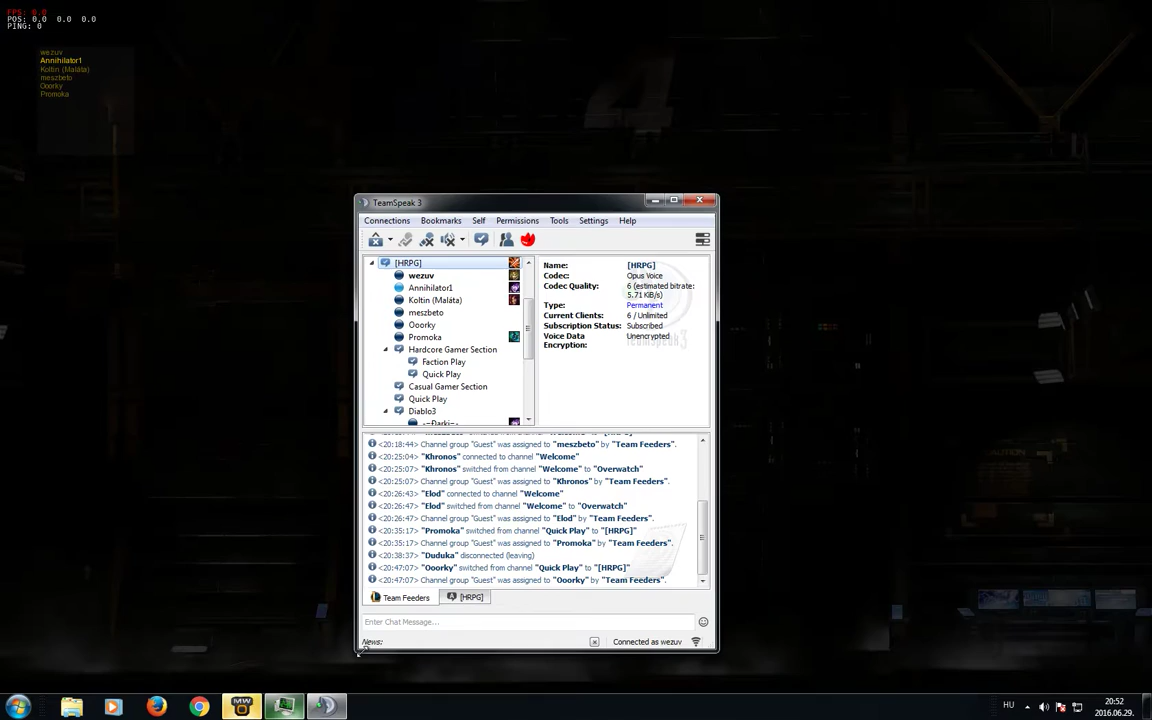 FPS: 0.0
POS: 0.0 0.0 0.0
PING: 0
wezuv
Annihilator1
Koltin (Maláta)
meszbeto
Ooorky
Promoka
4
TeamSpeak 3
Connections Bookmarks Self Permissions Tools Settings Help
[HRPG]
wezuv
Annihilator1
Koltin (Maláta)
meszbeto
Ooorky
Promoka
Hardcore Gamer Section
Faction Play
Quick Play
Casual Gamer Section
Quick Play
Diablo3
-=Đarki=-
Name: [HRPG]
Codec: Opus Voice
Codec Quality: 6 (estimated bitrate: 5.71 KiB/s)
Type: Permanent
Current Clients: 6 / Unlimited
Subscription Status: Subscribed
Voice Data Encryption: Unencrypted
<20:18:44> Channel group "Guest" was assigned to "meszbeto" by "Team Feeders".
<20:25:04> "Khronos" connected to channel "Welcome"
<20:25:07> "Khronos" switched from channel "Welcome" to "Overwatch"
<20:25:07> Channel group "Guest" was assigned to "Khronos" by "Team Feeders".
<20:26:43> "Elod" connected to channel "Welcome"
<20:26:47> "Elod" switched from channel "Welcome" to "Overwatch"
<20:26:47> Channel group "Guest" was assigned to "Elod" by "Team Feeders".
<20:35:17> "Promoka" switched from channel "Quick Play" to "[HRPG]"
<20:35:17> Channel group "Guest" was assigned to "Promoka" by "Team Feeders".
<20:38:37> "Duduka" disconnected (leaving)
<20:47:07> "Ooorky" switched from channel "Quick Play" to "[HRPG]"
<20:47:07> Channel group "Guest" was assigned to "Ooorky" by "Team Feeders".
Team Feeders [HRPG]
Enter Chat Message...
News: Connected as wezuv
CAUTION
MW
HU 20:52
2016.06.29.